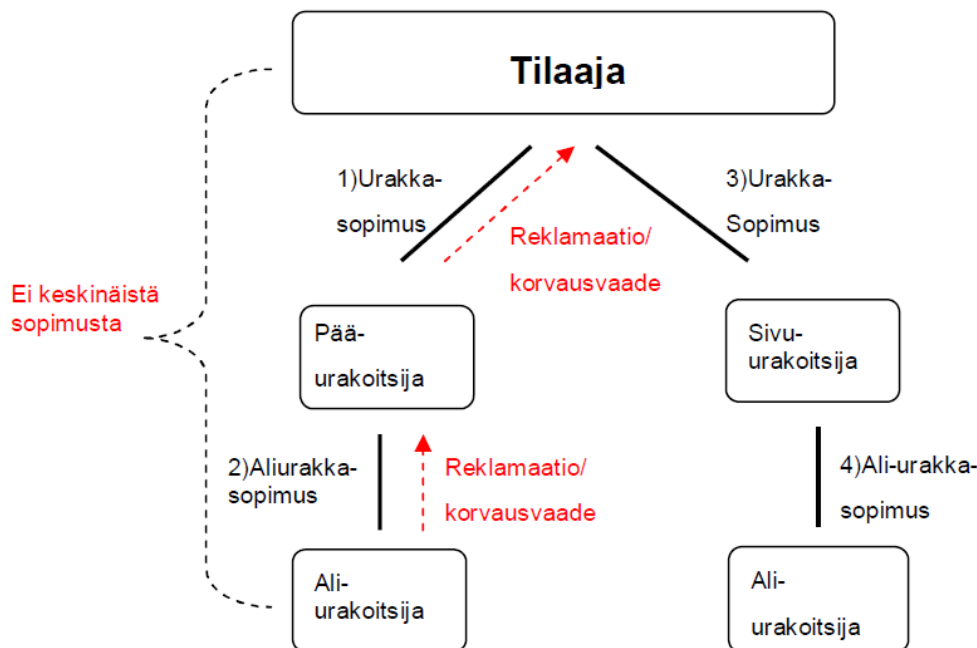 Tilaaja
1)Urakka-
sopimus
3)Urakka-
Sopimus
Reklamaatio/
korvausvaade
Ei keskinäistä
sopimusta
Pää-
urakoitsija
Sivu-
urakoitsija
2)Aliurakka-
sopimus
Reklamaatio/
korvausvaade
4)Ali-urakka-
sopimus
Ali-
urakoitsija
Ali-
urakoitsija